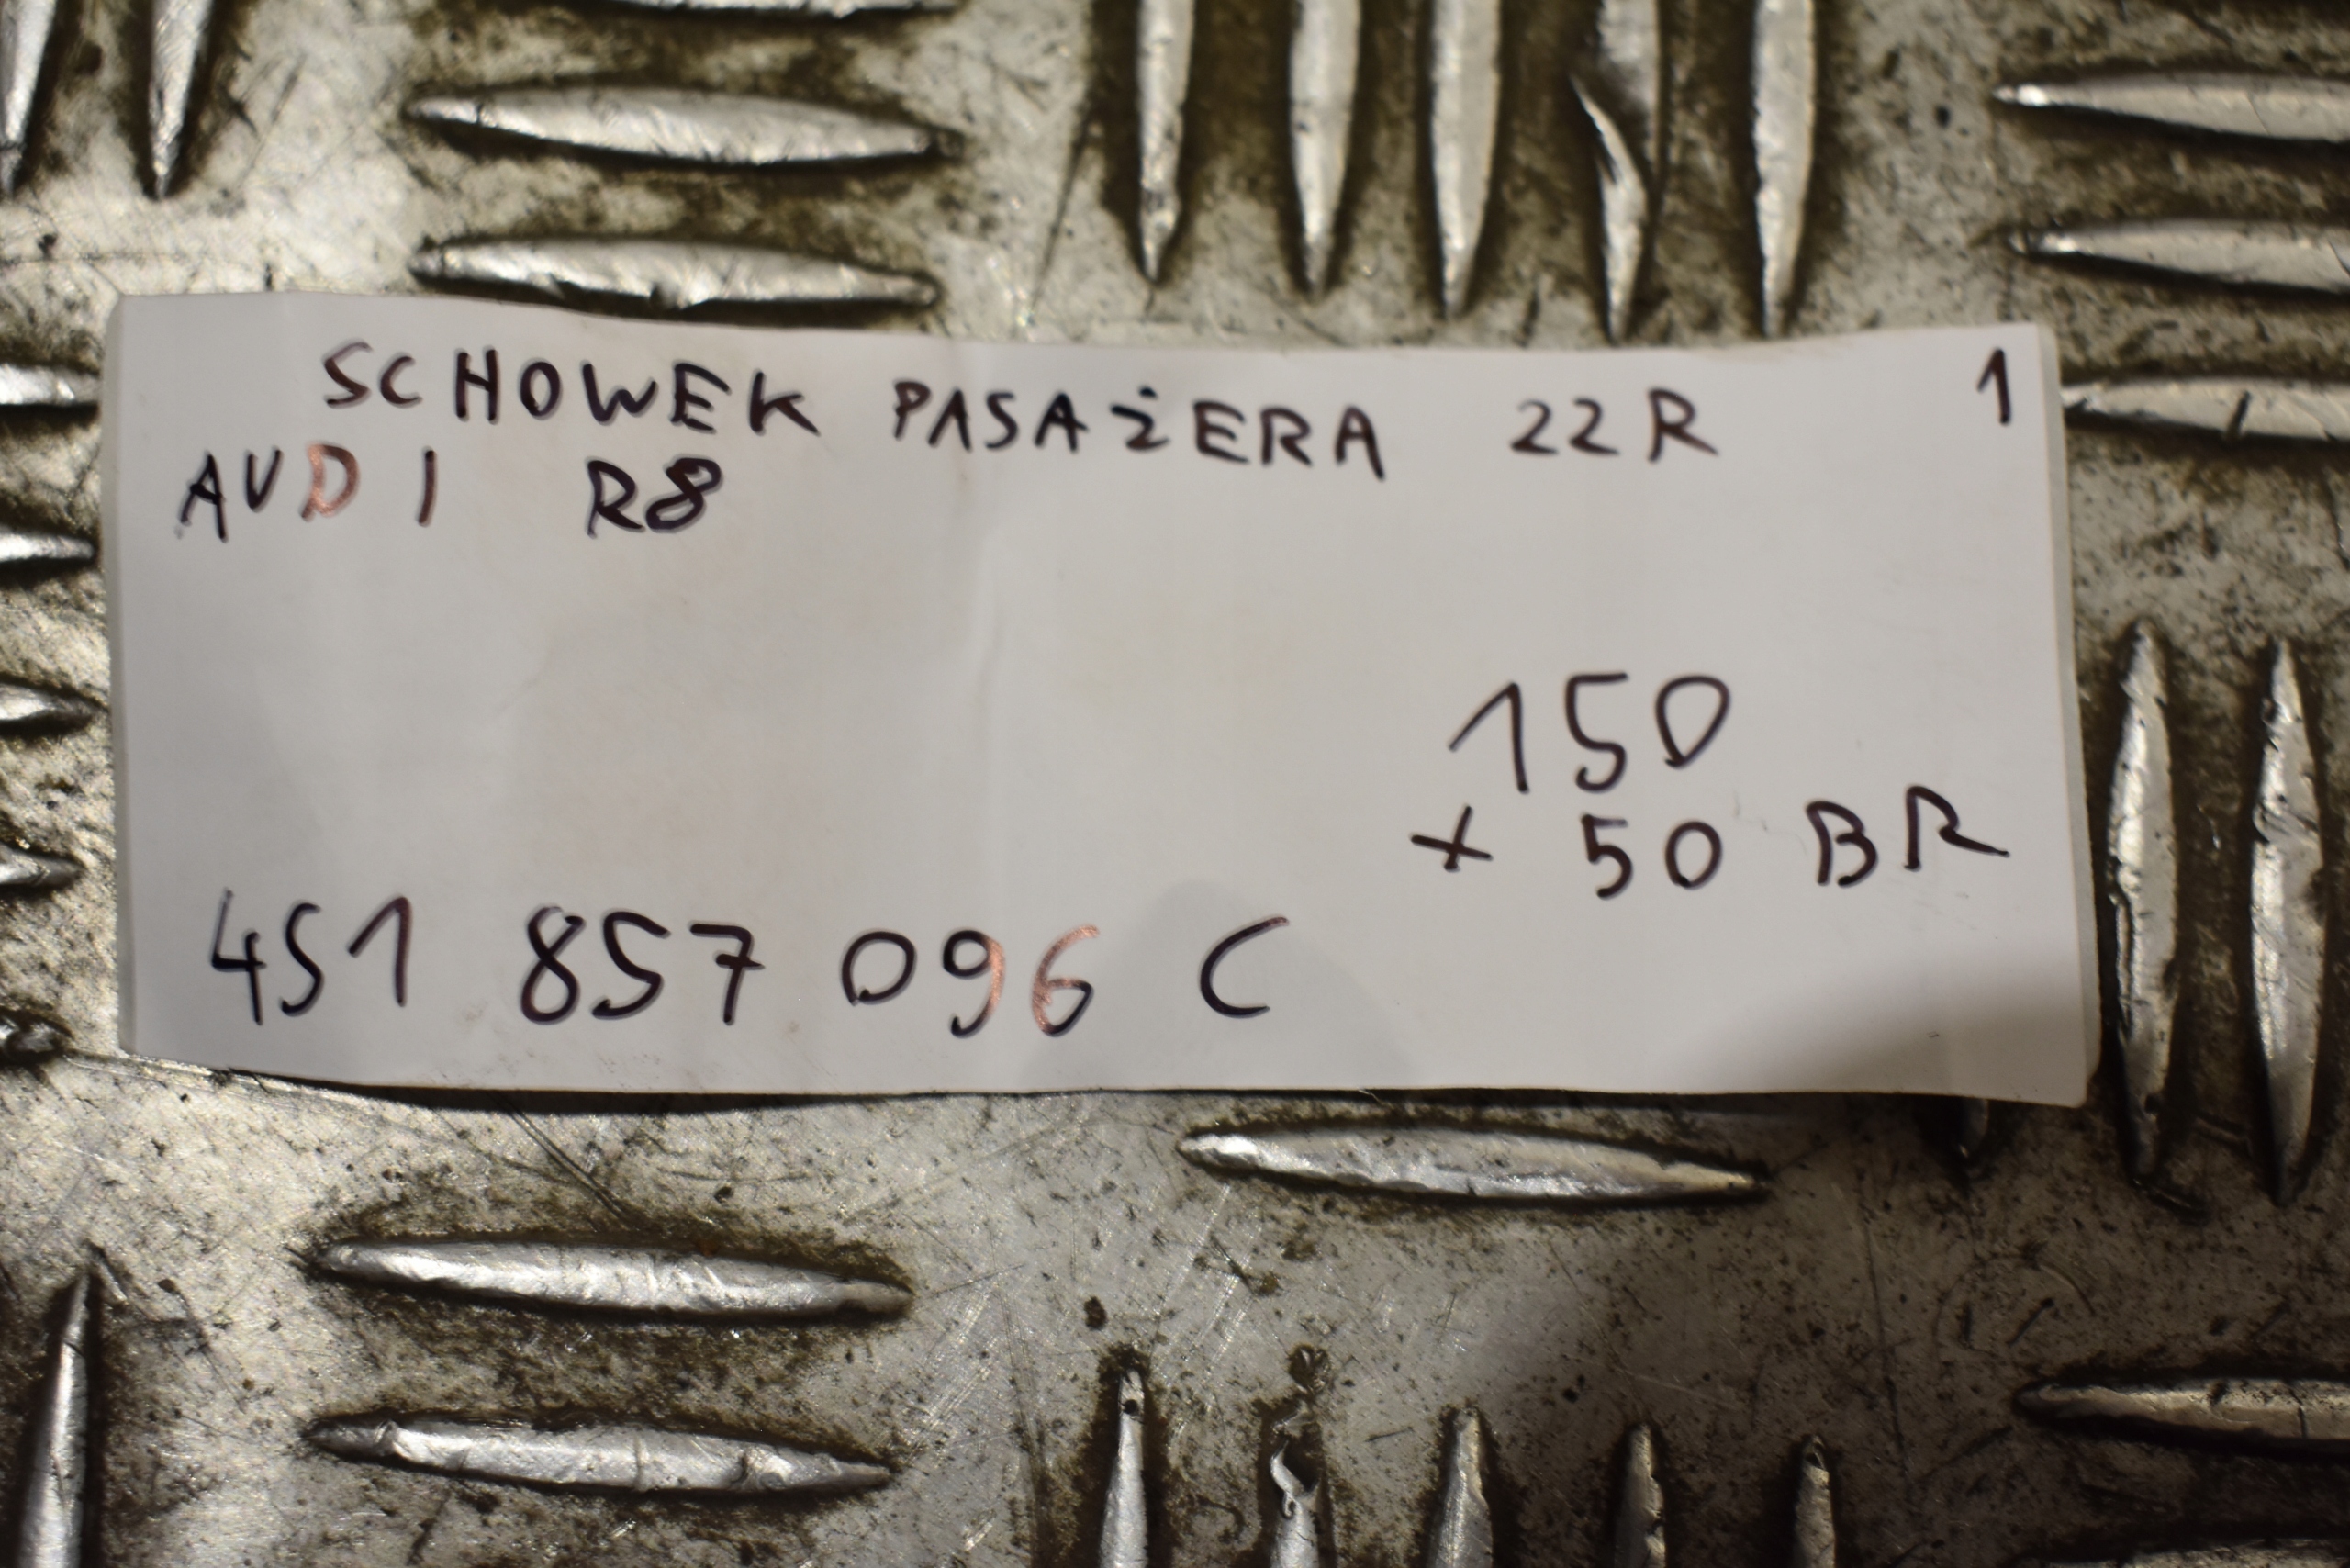 SCHOWEK PASAŻERA 22R 1
AUDI R8
150
+ 50 BR
4S1 857 096 C